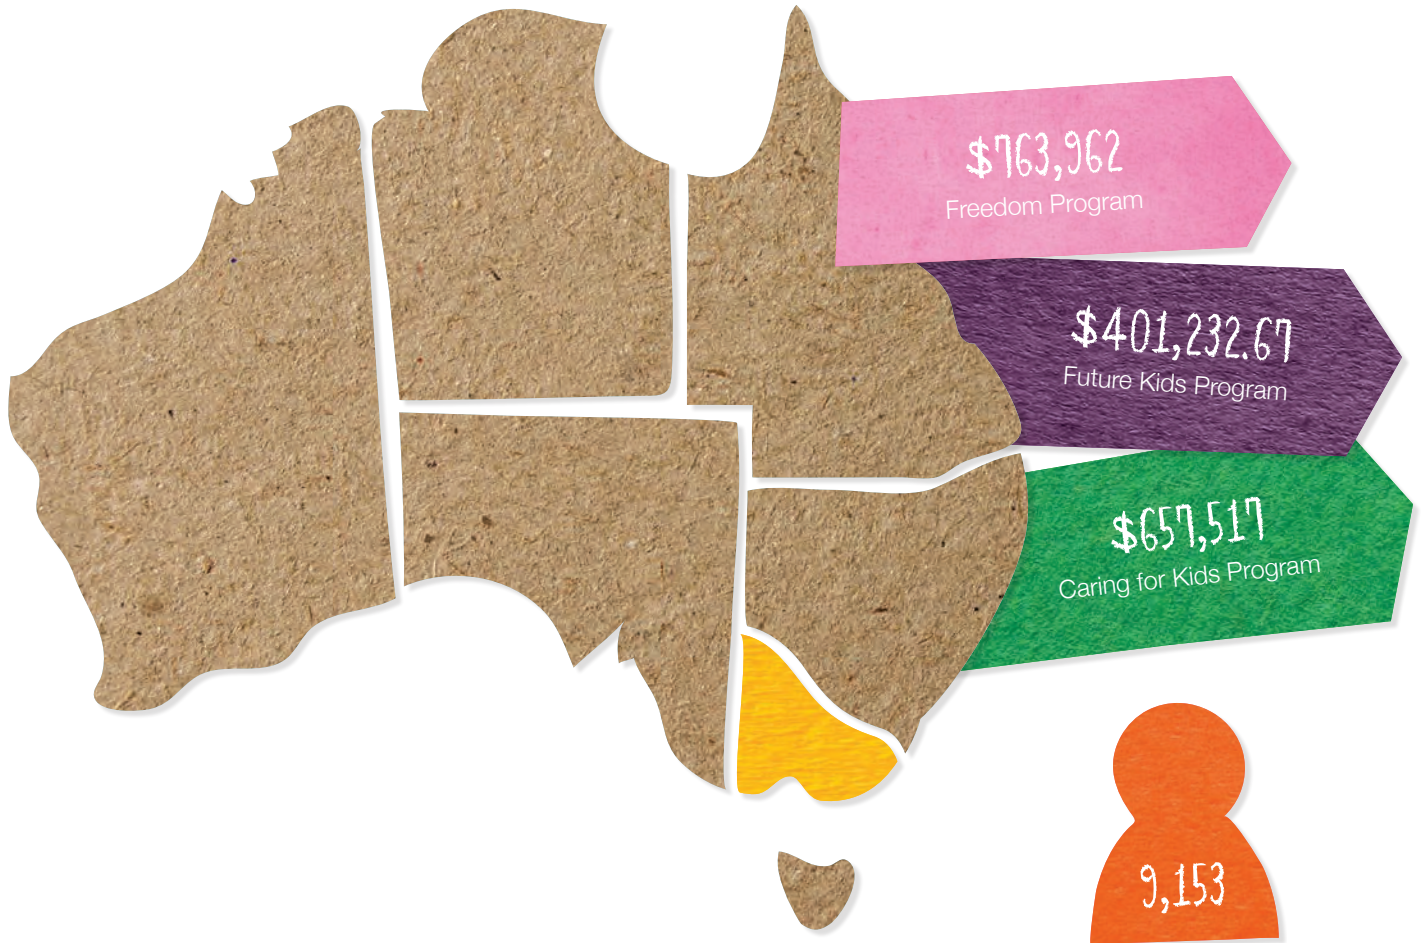 $763,962
Freedom Program
$401,232.67
Future Kids Program
$657,517
Caring for Kids Program
9,153